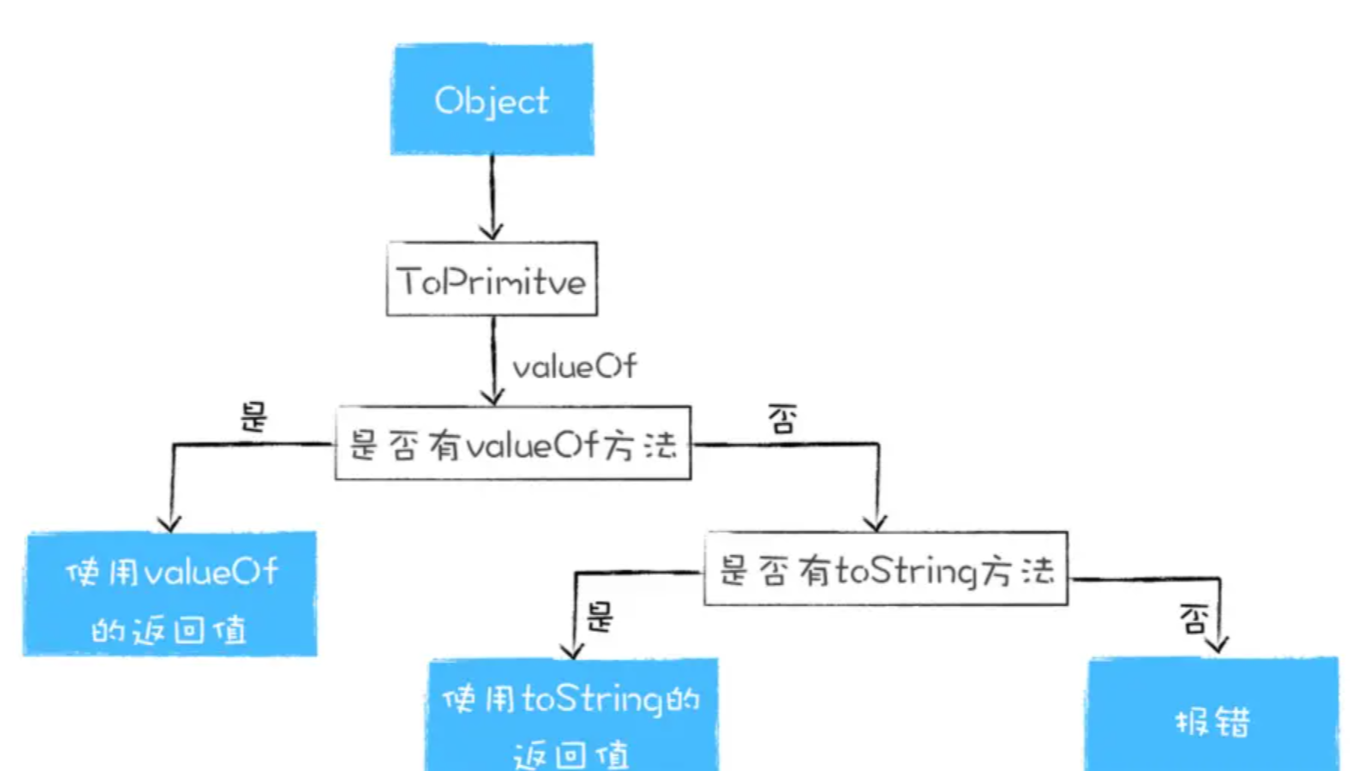 Object
ToPrimitve
valueOf
是
是否有valueOf方法
否
使用valueOf
的返回值
是否有toString方法
是
否
使用toString的
返回值
报错